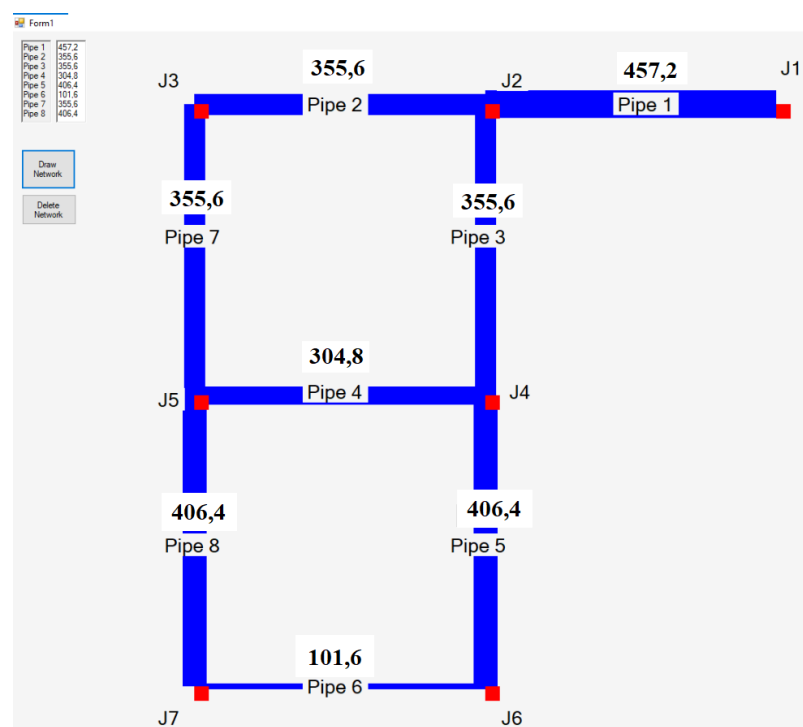 Form1
Pipe 1 457,2
Pipe 2 355,6
Pipe 3 355,6
Pipe 4 304,8
Pipe 5 406,4
Pipe 6 101,6
Pipe 7 355,6
Pipe 8 406,4
Draw
Network
Delete
Network
J3
355,6
Pipe 2
J2
457,2
Pipe 1
J1
355,6
Pipe 7
355,6
Pipe 3
304,8
Pipe 4
J5
J4
406,4
Pipe 8
406,4
Pipe 5
101,6
Pipe 6
J7
J6